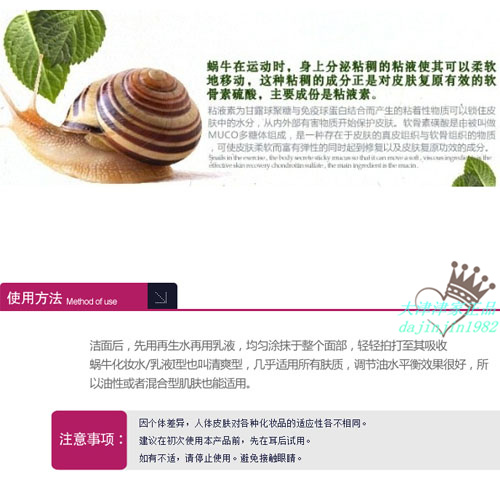 蜗牛在运动时，身上分泌粘稠的粘液使其可以柔软
地移动，这种粘稠的成分正是对皮肤复原有效的软
骨素硫酸，主要成份是粘液素。
粘液素为甘露球聚糖与免疫球蛋白结合而产生的粘着性物质可以锁住皮
肤中的水分，从内外部有害物质开始保护皮肤。软骨素磺酸是由被叫做
MUCO多糖体组成，是一种存在于皮肤的真皮组织与软骨组织的物质
，可使皮肤柔软而富有弹性的同时起到修复以及皮肤复原功效的成分。
Snails in the exercise, the body secrete sticky mucus so that it can move a soft, viscous ingredients is the
effective skin recovery chondroitin sulfate, the main ingredient is the mucin.
使用方法 Method of use
大津津家正品
dajinjin1982
洁面后，先用再生水再用乳液，均匀涂抹于整个面部，轻轻拍打至其吸收
蜗牛化妆水/乳液I型也叫清爽型，几乎适用所有肤质，调节油水平衡效果很好，所
以油性或者混合型肌肤也能适用。
注意事项：
因个体差异，人体皮肤对各种化妆品的适应性各不相同。
建议在初次使用本产品前，先在耳后试用。
如有不适，请停止使用。避免接触眼睛。